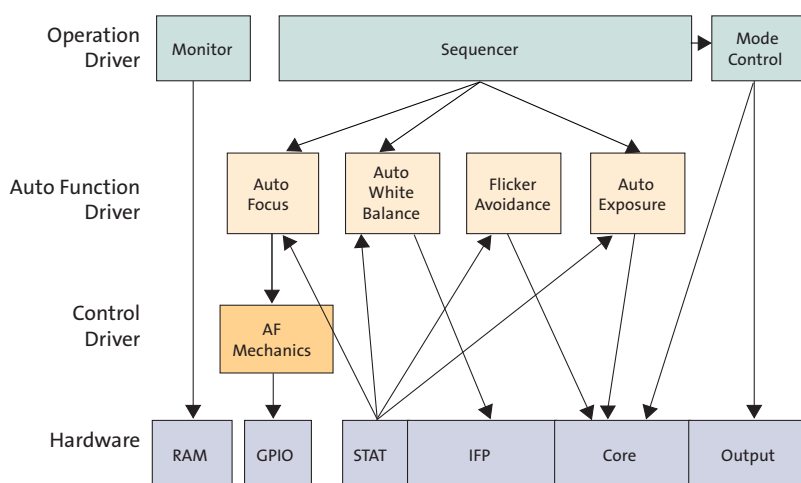 Operation
Driver
Monitor
Sequencer
Mode
Control
Auto Function
Driver
Auto
Focus
Auto
White
Balance
Flicker
Avoidance
Auto
Exposure
Control
Driver
AF
Mechanics
Hardware
RAM
GPIO
STAT
IFP
Core
Output